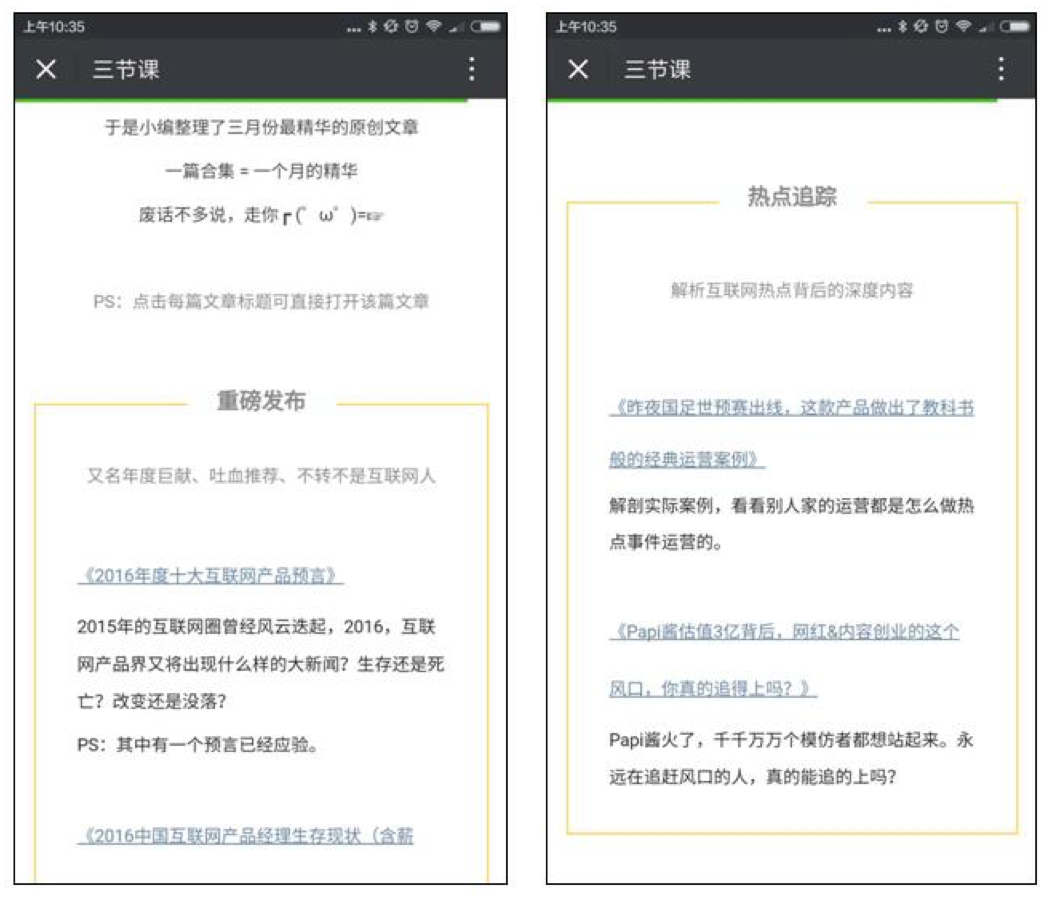 上午10:35
三节课
于是小编整理了三月份最精华的原创文章
一篇合集 = 一个月的精华
废话不多说，走你┏(゜ω゜)=☞
PS：点击每篇文章标题可直接打开该篇文章
重磅发布
又名年度巨献、吐血推荐、不转不是互联网人
《2016年度十大互联网产品预言》
2015年的互联网圈曾经风云迭起，2016，互联
网产品界又将出现什么样的大新闻？生存还是死
亡？改变还是没落？
PS：其中有一个预言已经应验。
《2016中国互联网产品经理生存现状（含薪
上午10:35
三节课
热点追踪
解析互联网热点背后的深度内容
《昨夜国足世预赛出线，这款产品做出了教科书
般的经典运营案例》
解剖实际案例，看看别人家的运营都是怎么做热
点事件运营的。
《Papi酱估值3亿背后，网红&内容创业的这个
风口，你真的追得上吗？》
Papi酱火了，千千万万个模仿者都想站起来。永
远在追赶风口的人，真的能追的上吗？